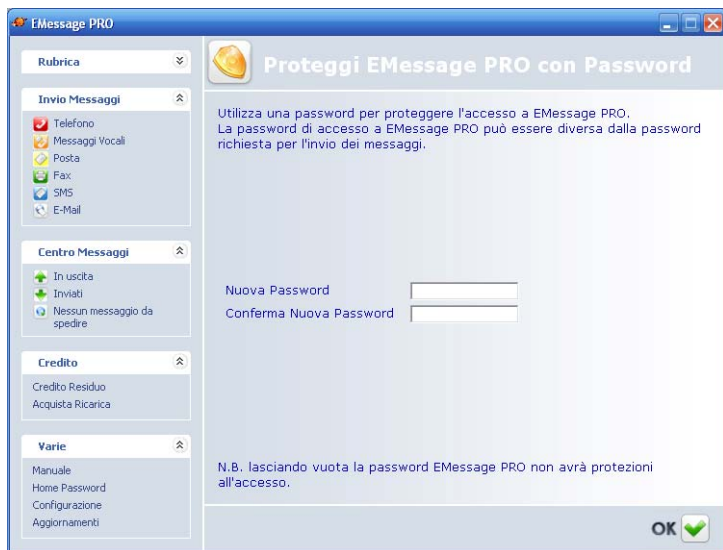 EMessage PRO
Rubrica
Invio Messaggi
Telefono
Messaggi Vocali
Posta
Fax
SMS
E-Mail
Centro Messaggi
In uscita
Inviati
Nessun messaggio da
spedire
Credito
Credito Residuo
Acquista Ricarica
Varie
Manuale
Home Password
Configurazione
Aggiornamenti
Proteggi EMessage PRO con Password
Utilizza una password per proteggere l'accesso a EMessage PRO.
La password di accesso a EMessage PRO può essere diversa dalla password
richiesta per l'invio dei messaggi.
Nuova Password
Conferma Nuova Password
N.B. lasciando vuota la password EMessage PRO non avrà protezioni
all'accesso.
OK